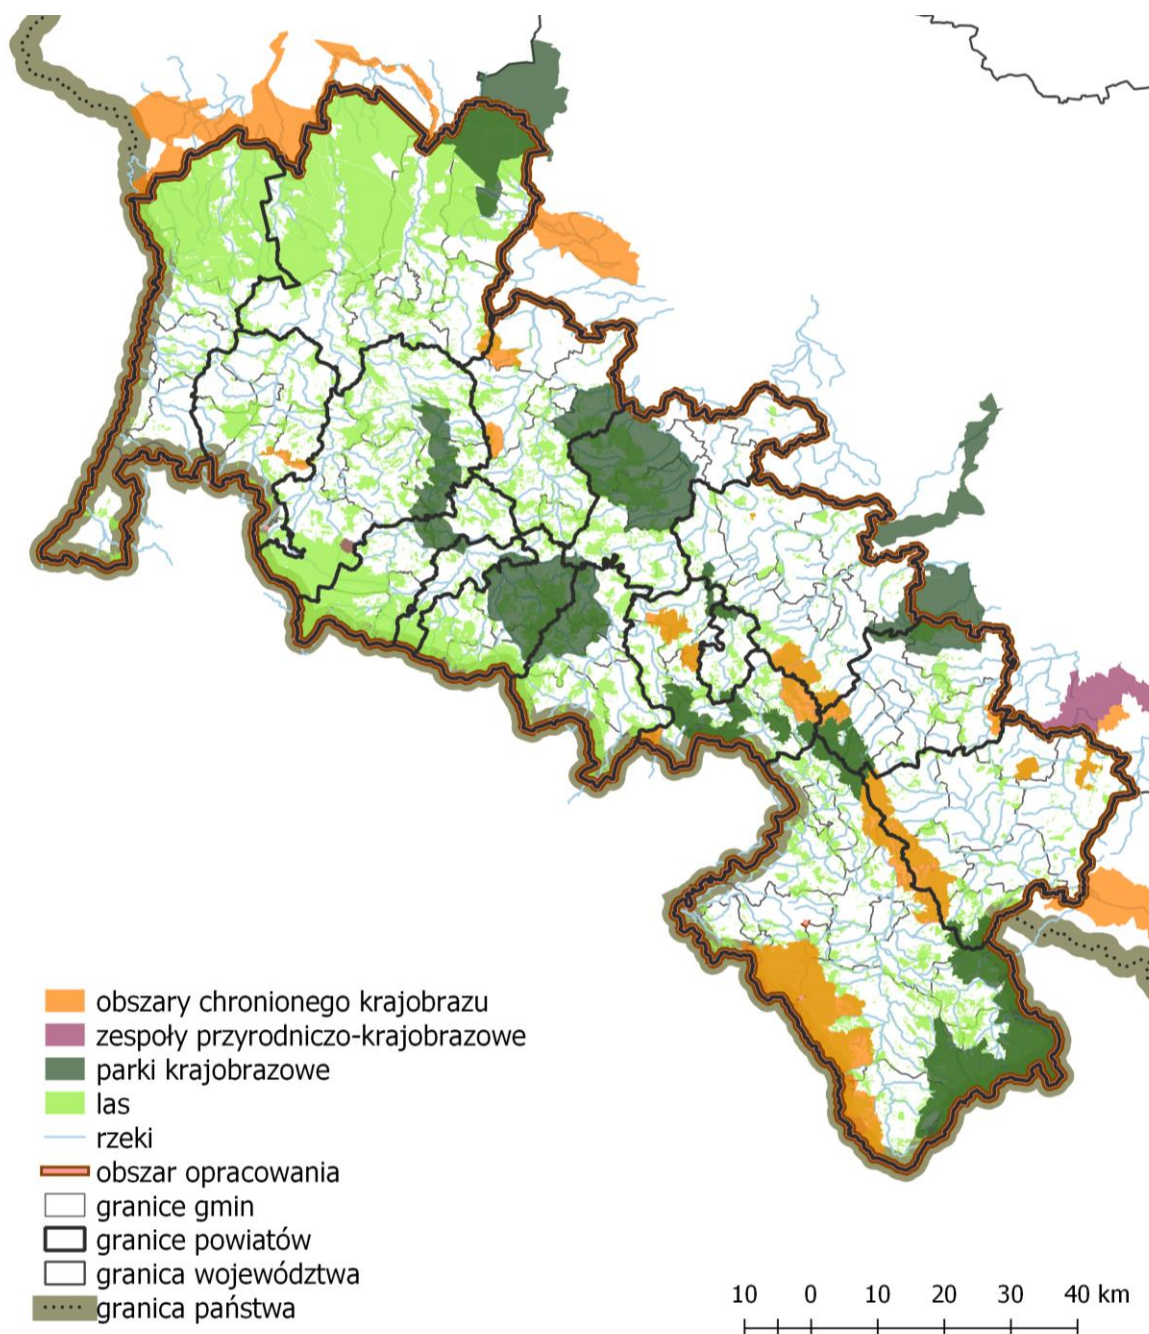 obszary chronionego krajobrazu
zespoły przyrodniczo-krajobrazowe
parki krajobrazowe
las
rzeki
obszar opracowania
granice gmin
granice powiatów
granica województwa
granica państwa
10 0 10 20 30 40 km